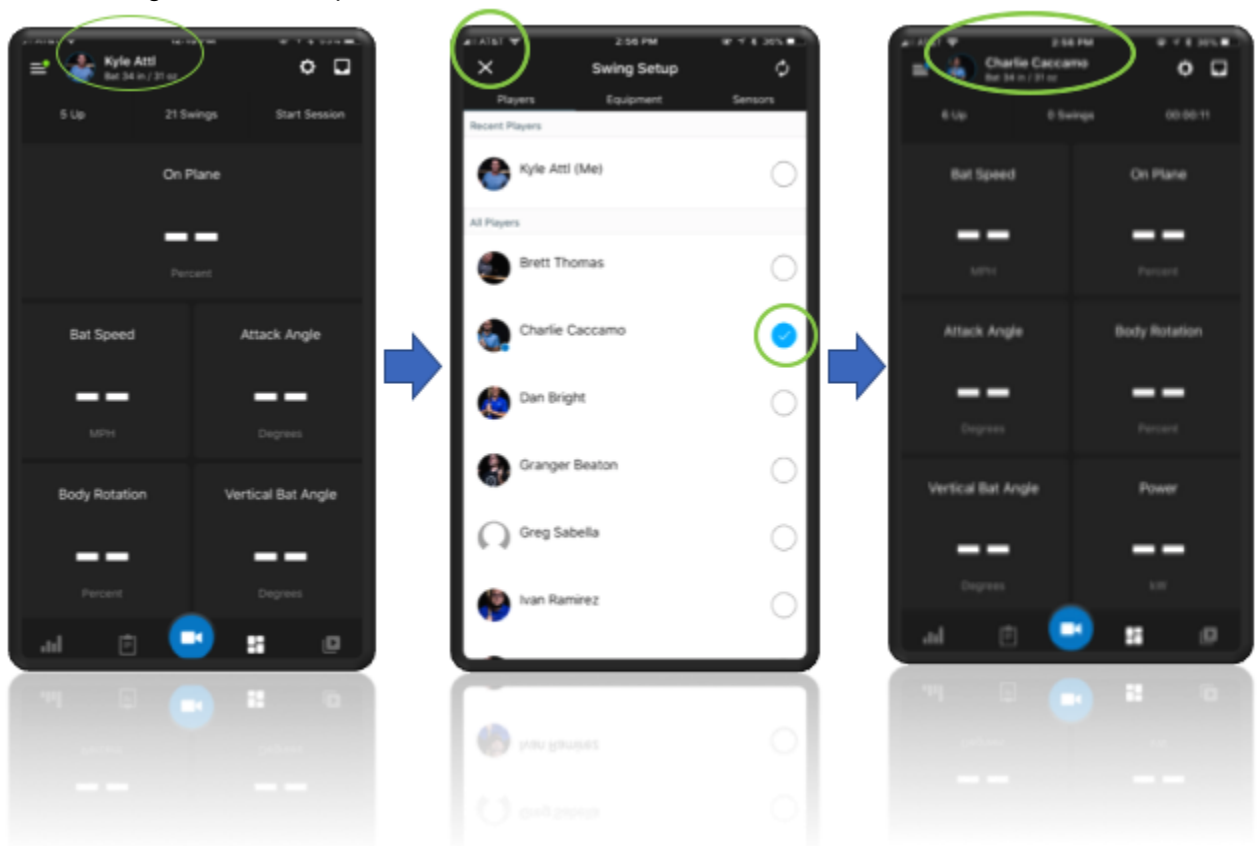 Kyle Attl
Bat 34 in / 31 oz
5 Up
21 Swings
Start Session
On Plane
Percent
Bat Speed
Attack Angle
MPH
Degrees
Body Rotation
Vertical Bat Angle
Percent
Degrees
AT&T
2:56 PM
36%
Swing Setup
Players
Equipment
Sensors
Recent Players
Kyle Attl (Me)
All Players
Brett Thomas
Charlie Caccamo
Dan Bright
Granger Beaton
Greg Sabella
Ivan Ramirez
2:56 PM
Charlie Caccamo
Bat 34 in / 31 oz
6 Up
0 Swings
00:00:11
Bat Speed
On Plane
MPH
Percent
Attack Angle
Body Rotation
Degrees
Percent
Vertical Bat Angle
Power
Degrees
kW